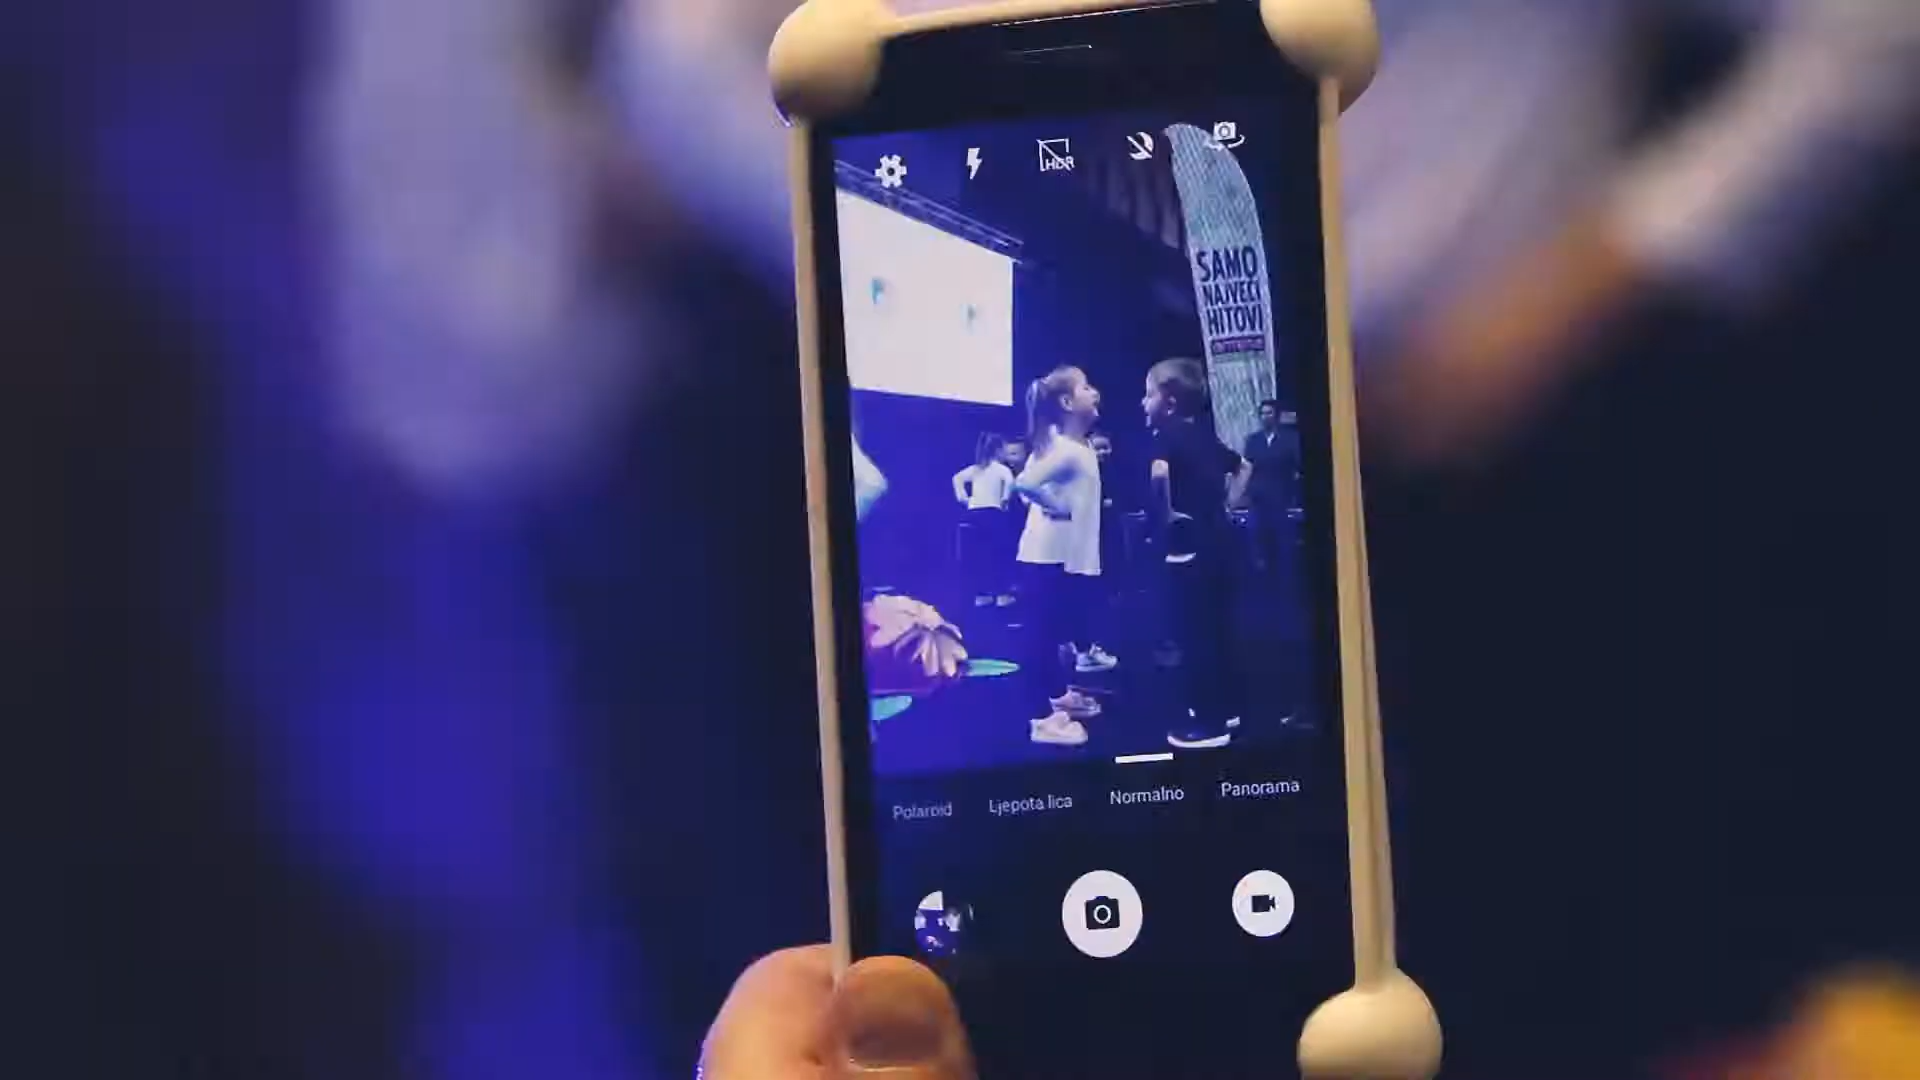 HDR
SAMO
NAJVEĆI
HITOVI
Polaroid
Ljepota lica
Normalno
Panorama